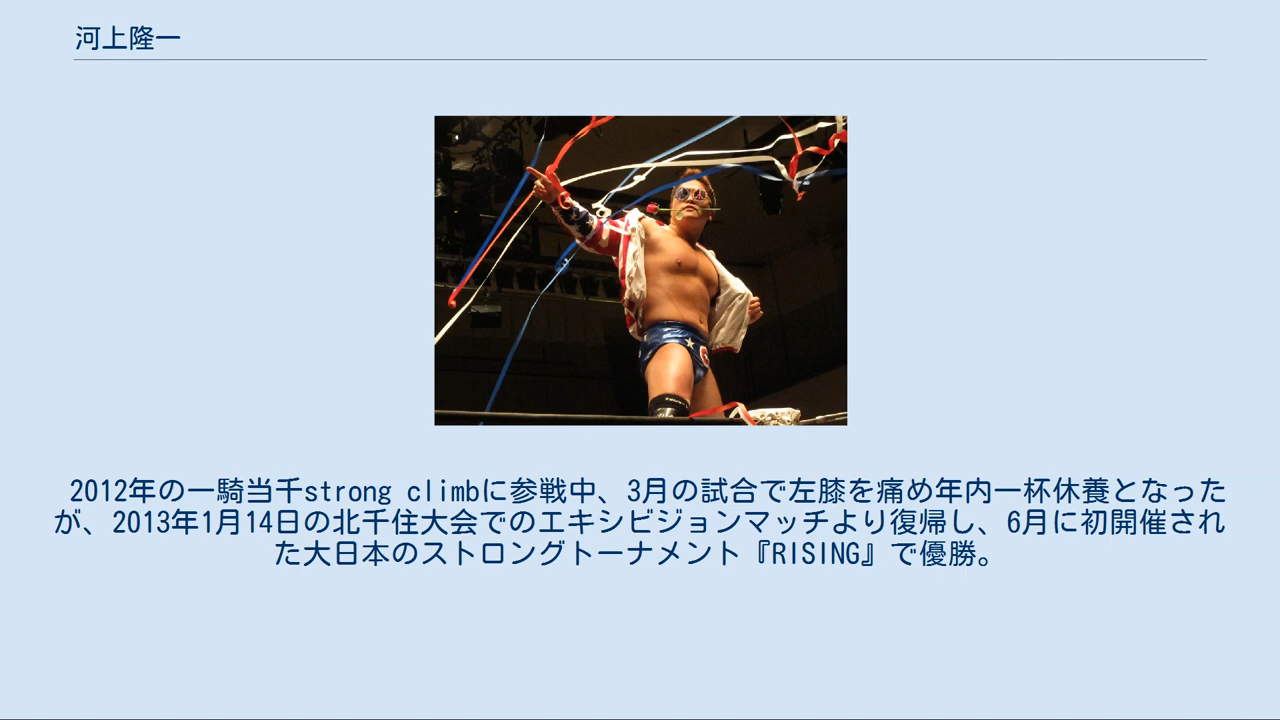 河上隆一
2012年の一騎当千strong climbに参戦中、3月の試合で左膝を痛め年内一杯休養となった
が、2013年1月14日の北千住大会でのエキシビジョンマッチより復帰し、6月に初開催され
た大日本のストロングトーナメント『RISING』で優勝。